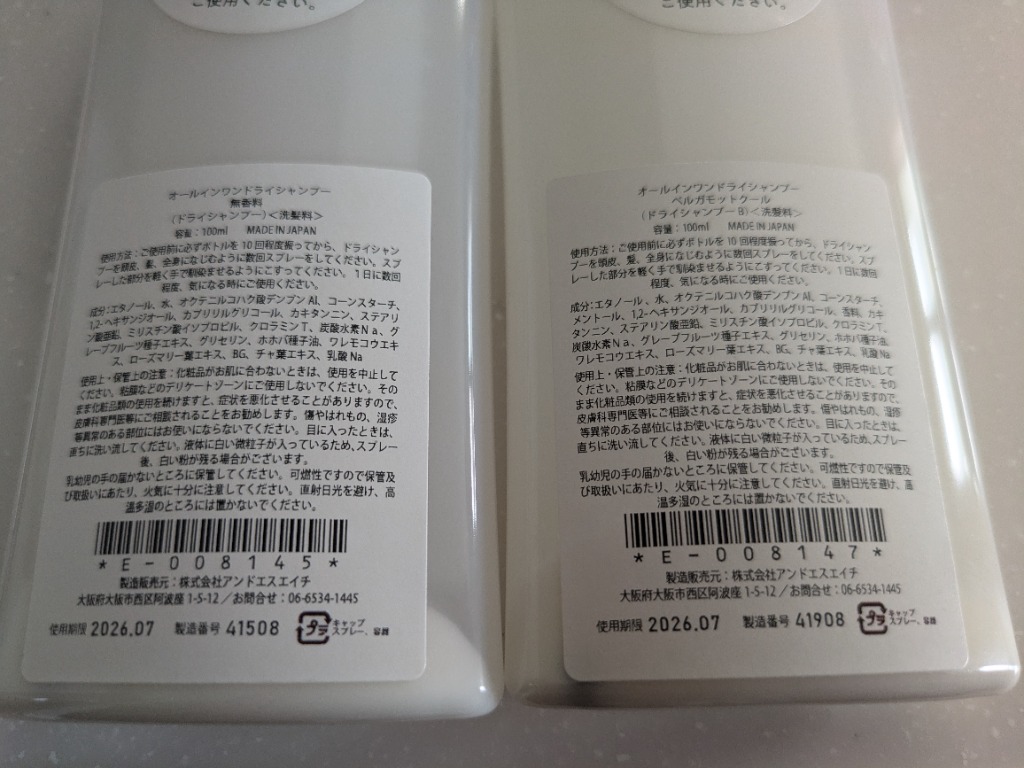 ご使用ください。
オールインワンドライシャンプー
無香料
(ドライシャンプー)<洗髪料>
容量:100ml MADE IN JAPAN
使用方法:ご使用前に必ずボトルを10回程度振ってから、ドライシャン
プーを頭皮、髪、全身になじむように数回スプレーをしてください。スプ
レーした部分を軽く手で馴染ませるようにこすってください。1日に数回
程度、気になる時にご使用ください。
成分:エタノール、水、オクテニルコハク酸デンプンAl、コーンスターチ、
1,2-ヘキサンジオール、カプリリルグリコール、カキタンニン、ステアリ
ン酸亜鉛、ミリスチン酸イソプロピル、クロラミンT、炭酸水素Na、グ
レープフルーツ種子エキス、グリセリン、ホホバ種子油、ワレモコウエキ
ス、ローズマリー葉エキス、BG、チャ葉エキス、乳酸Na
使用上・保管上の注意:化粧品がお肌に合わないときは、使用を中止して
ください。粘膜などのデリケートゾーンにご使用しないでください。その
まま化粧品類の使用を続けますと、症状を悪化させることがありますので、
皮膚科専門医等にご相談されることをお勧めします。傷やはれもの、湿疹
等異常のある部位にはお使いにならないでください。目に入ったときは、
直ちに洗い流してください。液体に白い微粒子が入っているため、スプレー
後、白い粉が残る場合がございます。
乳幼児の手の届かないところに保管してください。可燃性ですので保管及
び取扱いにあたり、火気に十分に注意してください。直射日光を避け、高
温多湿のところには置かないでください。
*E-008145*
製造販売元:株式会社アンドエスエイチ
大阪府大阪市西区阿波座1-5-12/お問合せ:06-6534-1445
使用期限 2026.07 製造番号 41508 プラ キャップ
スプレー、容器
ご使用ください。
オールインワンドライシャンプー
ベルガモットクール
(ドライシャンプーB)<洗髪料>
容量:100ml MADE IN JAPAN
使用方法:ご使用前に必ずボトルを10回程度振ってから、ドライシャン
プーを頭皮、髪、全身になじむように数回スプレーをしてください。スプ
レーした部分を軽く手で馴染ませるようにこすってください。1日に数回
程度、気になる時にご使用ください。
成分:エタノール、水、オクテニルコハク酸デンプンAl、コーンスターチ、
メントール、1,2-ヘキサンジオール、カプリリルグリコール、香料、カキ
タンニン、ステアリン酸亜鉛、ミリスチン酸イソプロピル、クロラミンT、
炭酸水素Na、グレープフルーツ種子エキス、グリセリン、ホホバ種子油、
ワレモコウエキス、ローズマリー葉エキス、BG、チャ葉エキス、乳酸Na
使用上・保管上の注意:化粧品がお肌に合わないときは、使用を中止して
ください。粘膜などのデリケートゾーンにご使用しないでください。その
まま化粧品類の使用を続けますと、症状を悪化させることがありますので、
皮膚科専門医等にご相談されることをお勧めします。傷やはれもの、湿疹
等異常のある部位にはお使いにならないでください。目に入ったときは、
直ちに洗い流してください。液体に白い微粒子が入っているため、スプレー
後、白い粉が残る場合がございます。
乳幼児の手の届かないところに保管してください。可燃性ですので保管及
び取扱いにあたり、火気に十分に注意してください。直射日光を避け、高
温多湿のところには置かないでください。
*E-008147*
製造販売元:株式会社アンドエスエイチ
大阪府大阪市西区阿波座1-5-12/お問合せ:06-6534-1445
使用期限 2026.07 製造番号 41908 プラ キャップ
スプレー、容器